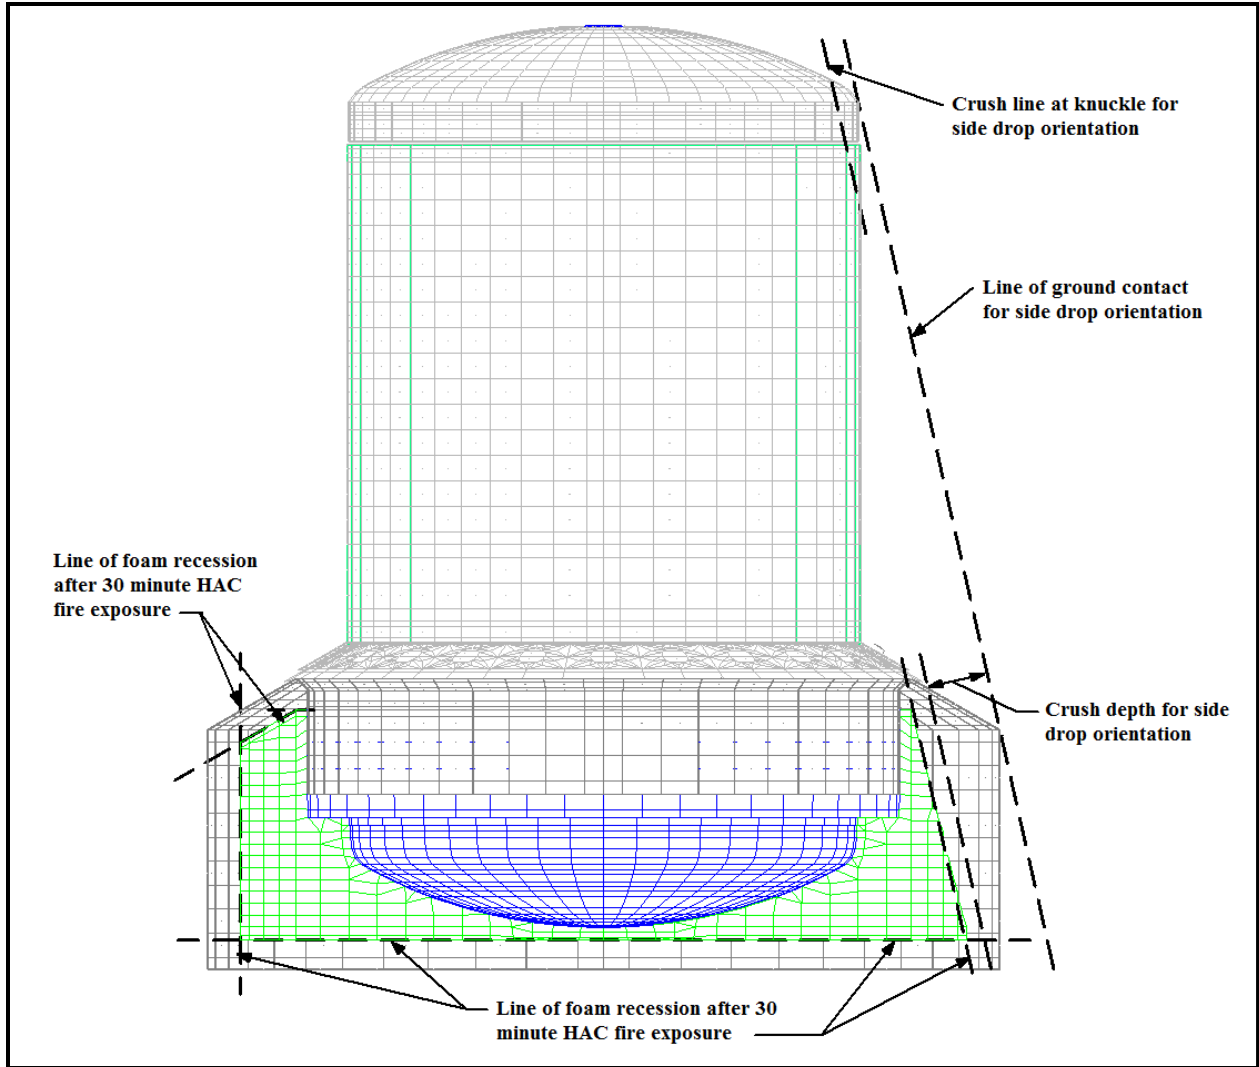 Crush line at knuckle for
side drop orientation
Line of ground contact
for side drop orientation
Line of foam recession
after 30 minute HAC
fire exposure
Crush depth for side
drop orientation
Line of foam recession after 30
minute HAC fire exposure